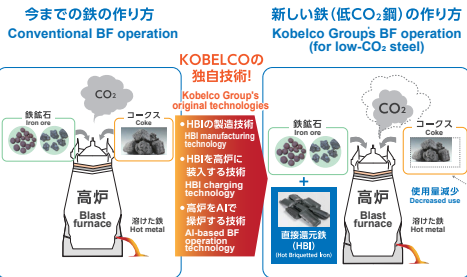 今までの鉄の作り方
Conventional BF operation
CO2
鉄鉱石
Iron ore
コークス
Coke
高炉
Blast
furnace
溶けた鉄
Hot metal
KOBELCOの
独自技術!
Kobelco Group's
original technologies
•HBIの製造技術
HBI manufacturing
technology
•HBIを高炉に
装入する技術
HBI charging
technology
•高炉をAIで
操炉する技術
AI-based BF
operation
technology
新しい鉄(低CO2鋼)の作り方
Kobelco Group's BF operation
(for low-CO2 steel)
CO2
鉄鉱石
Iron ore
コークス
Coke
使用量減少
Decreased use
+
直接還元鉄
(HBI)
(Hot Briquetted Iron)
高炉
Blast
furnace
溶けた鉄
Hot metal